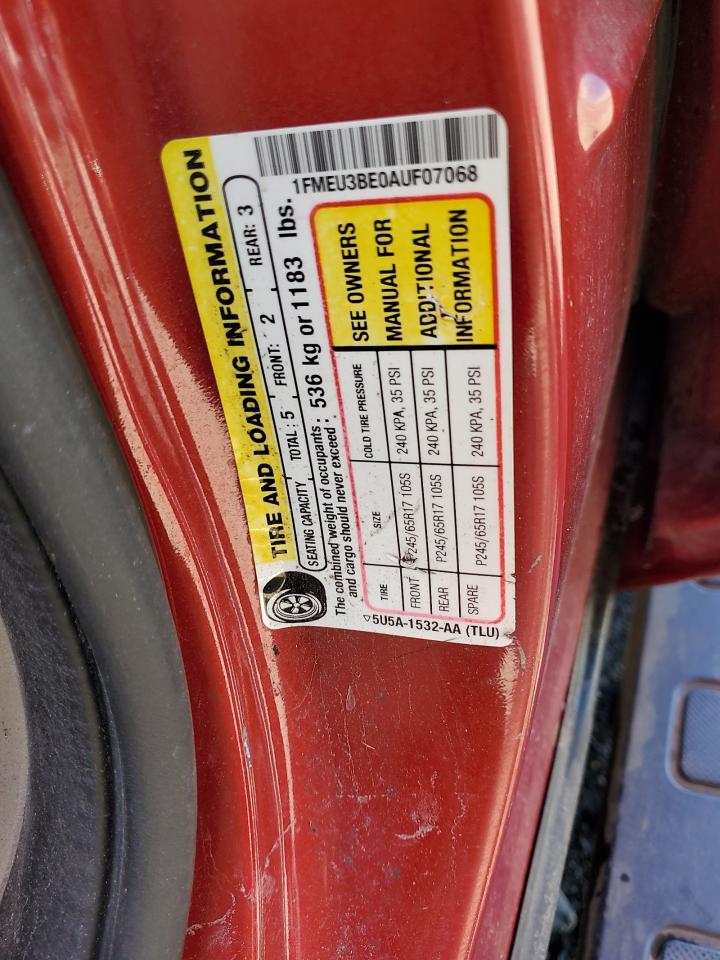 1FMEU3BE0AUF07068
TIRE AND LOADING INFORMATION
SEATING CAPACITY TOTAL : 5 FRONT: 2 REAR: 3
The combined weight of occupants : 536 kg or 1183 lbs.
and cargo should never exceed :
TIRE SIZE COLD TIRE PRESSURE
FRONT P245/65R17 105S 240 KPA, 35 PSI
REAR P245/65R17 105S 240 KPA, 35 PSI
SPARE P245/65R17 105S 240 KPA, 35 PSI
SEE OWNERS
MANUAL FOR
ADDITIONAL
INFORMATION
5U5A-1532-AA (TLU)